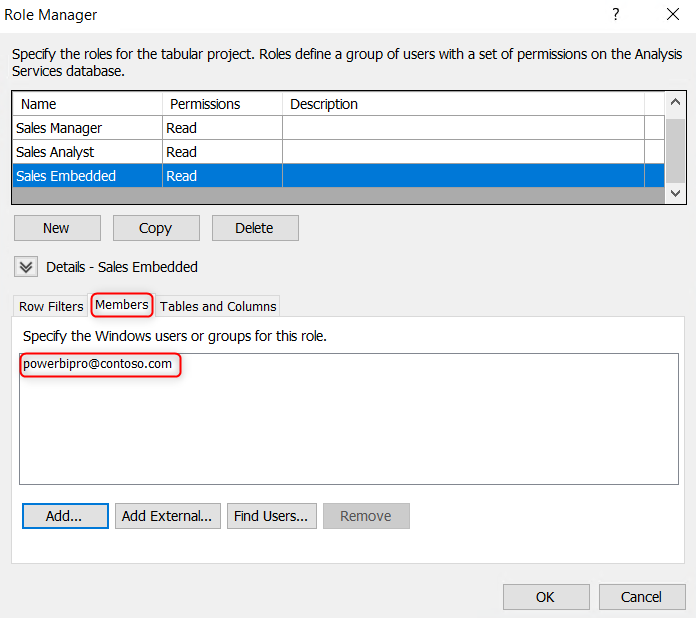 Role Manager
?
Specify the roles for the tabular project. Roles define a group of users with a set of permissions on the Analysis
Services database.
Name Permissions Description
Sales Manager Read
Sales Analyst Read
Sales Embedded Read
New Copy Delete
Details - Sales Embedded
Row Filters Members Tables and Columns
Specify the Windows users or groups for this role.
powerbipro@contoso.com
Add... Add External... Find Users... Remove
OK Cancel